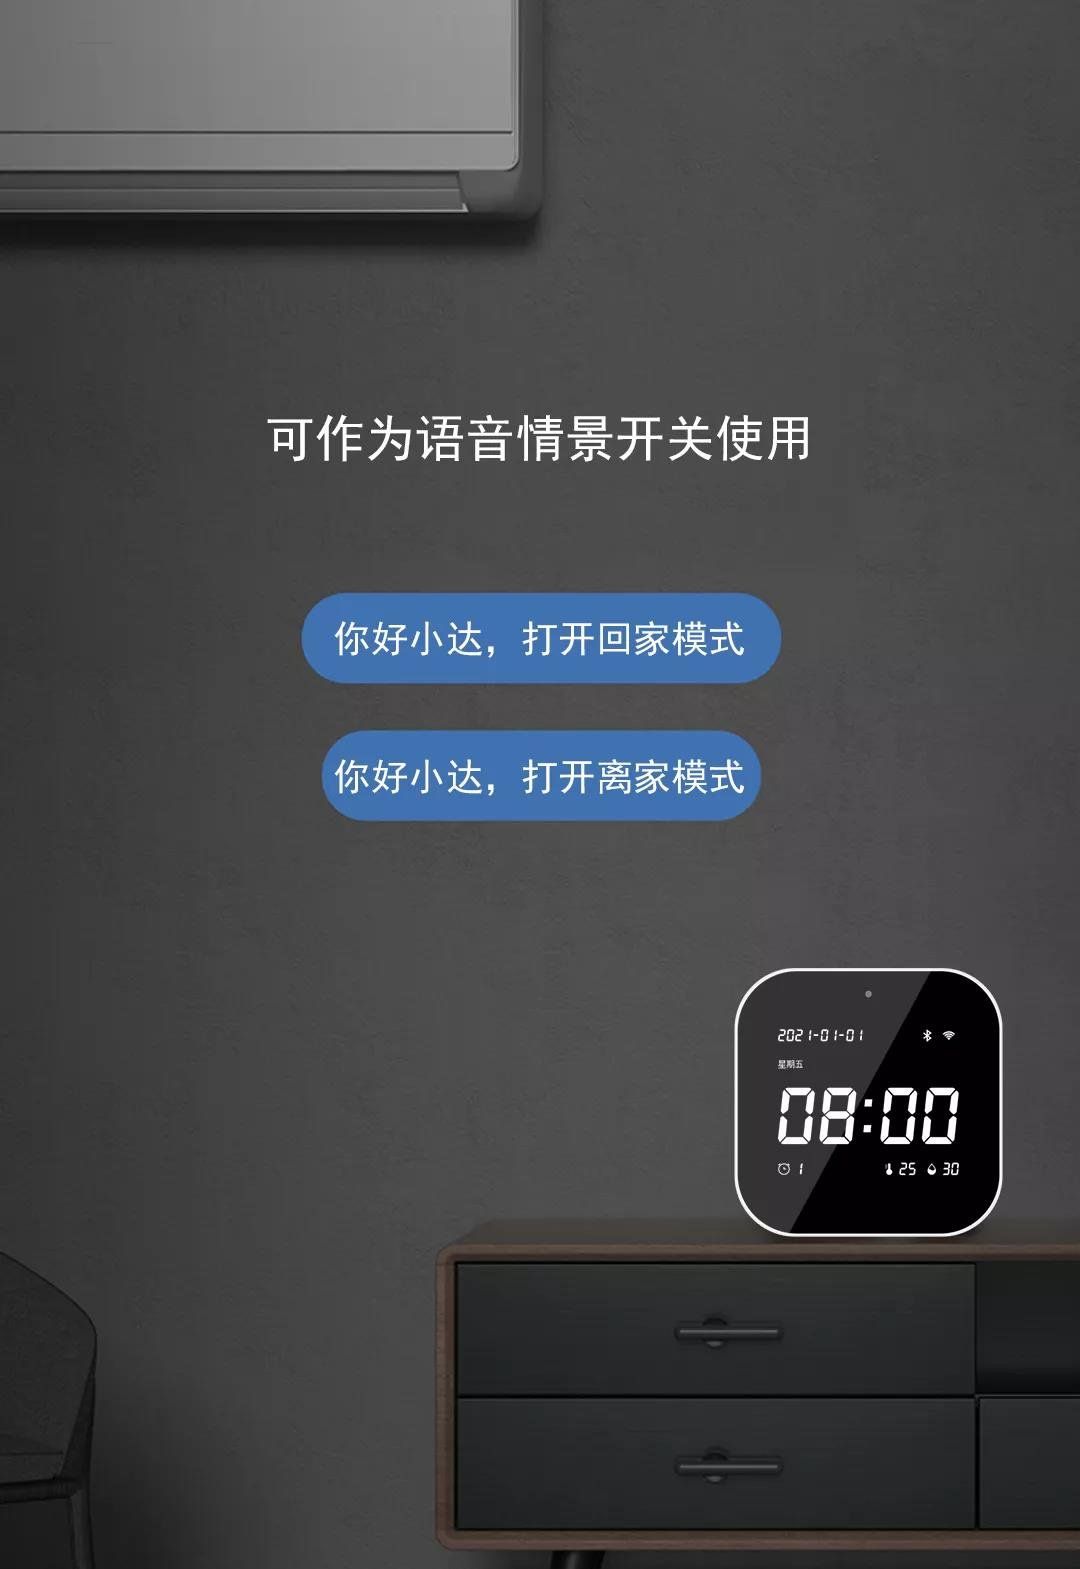 可作为语音情景开关使用
你好小达，打开回家模式
你好小达，打开离家模式
2021-01-01
星期五
08:00
1 25 30